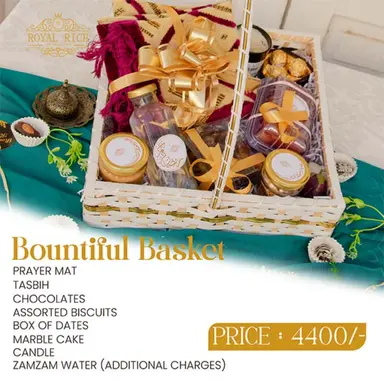 ROYAL RICH
Bountiful Basket
PRAYER MAT
TASBIH
CHOCOLATES
ASSORTED BISCUITS
BOX OF DATES
MARBLE CAKE
CANDLE
ZAMZAM WATER (ADDITIONAL CHARGES)
PRICE : 4400/-